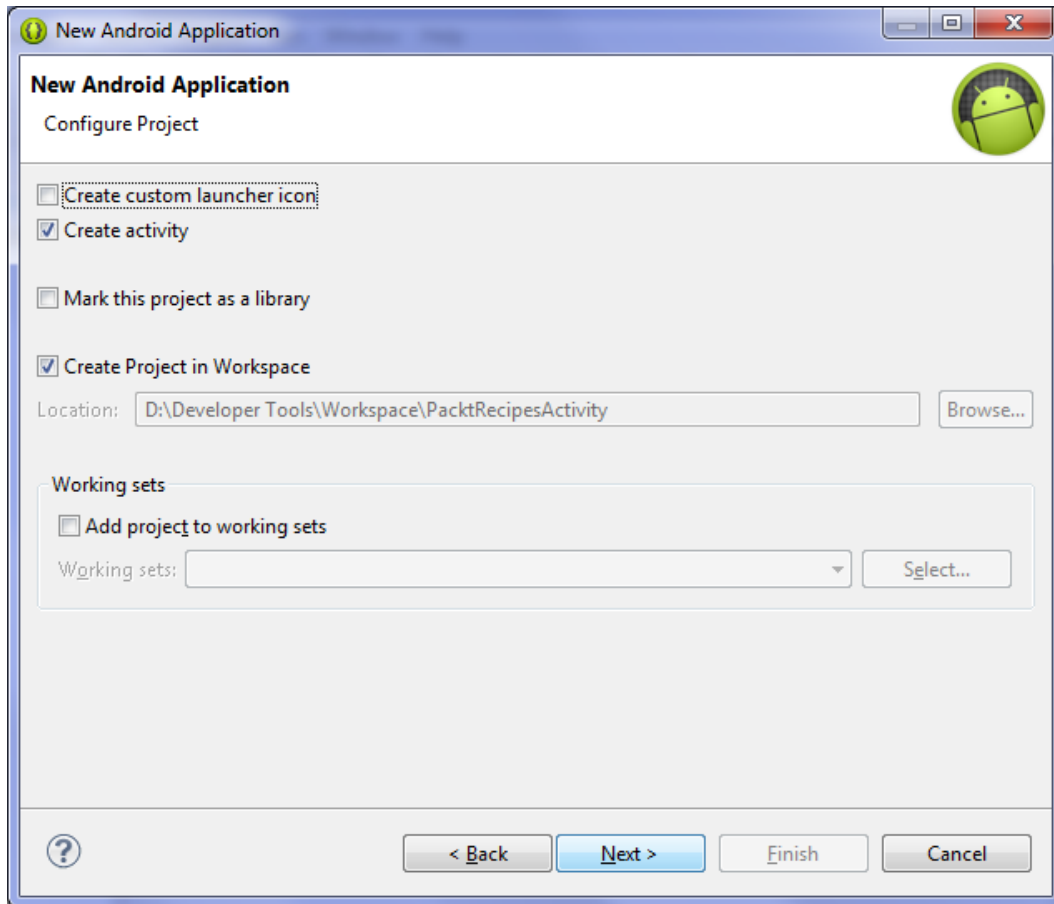 New Android Application
New Android Application
Configure Project
Create custom launcher icon
Create activity
Mark this project as a library
Create Project in Workspace
Location: D:\Developer Tools\Workspace\PacktRecipesActivity Browse...
Working sets
Add project to working sets
Working sets: Select...
? < Back Next > Finish Cancel